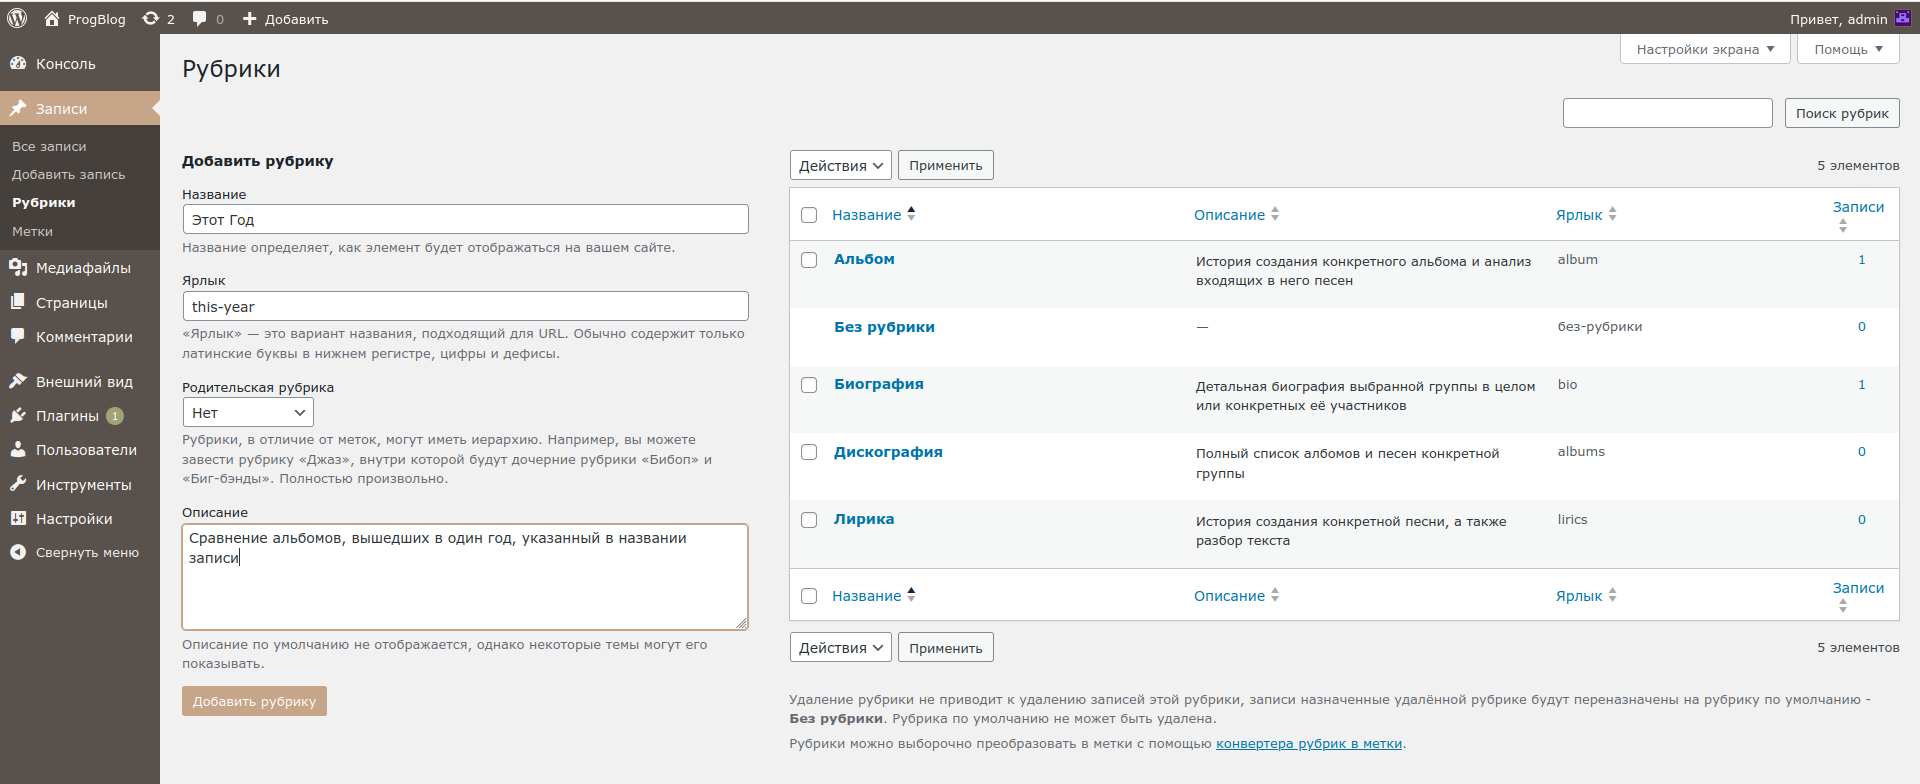 ProgBlog 2 0 Добавить Привет, admin
Консоль
Записи
Все записи
Добавить запись
Рубрики
Метки
Медиафайлы
Страницы
Комментарии
Внешний вид
Плагины 1
Пользователи
Инструменты
Настройки
Свернуть меню
Настройки экрана Помощь
Рубрики
Поиск рубрик
Добавить рубрику
Название
Этот Год
Название определяет, как элемент будет отображаться на вашем сайте.
Ярлык
this-year
«Ярлык» — это вариант названия, подходящий для URL. Обычно содержит только
латинские буквы в нижнем регистре, цифры и дефисы.
Родительская рубрика
Нет
Рубрики, в отличие от меток, могут иметь иерархию. Например, вы можете
завести рубрику «Джаз», внутри которой будут дочерние рубрики «Бибоп» и
«Биг-бэнды». Полностью произвольно.
Описание
Сравнение альбомов, вышедших в один год, указанный в названии
записи
Описание по умолчанию не отображается, однако некоторые темы могут его
показывать.
Добавить рубрику
Действия Применить 5 элементов
Название Описание Ярлык Записи
Альбом История создания конкретного альбома и анализ album 1
входящих в него песен
Без рубрики — без-рубрики 0
Биография Детальная биография выбранной группы в целом bio 1
или конкретных её участников
Дискография Полный список албомов и песен конкретной albums 0
группы
Лирика История создания конкретной песни, а также lirics 0
разбор текста
Название Описание Ярлык Записи
Действия Применить 5 элементов
Удаление рубрики не приводит к удалению записей этой рубрики, записи назначенные удалённой рубрике будут переназначены на рубрику по умолчанию -
Без рубрики. Рубрика по умолчанию не может быть удалена.
Рубрики можно выборочно преобразовать в метки с помощью конвертера рубрик в метки.